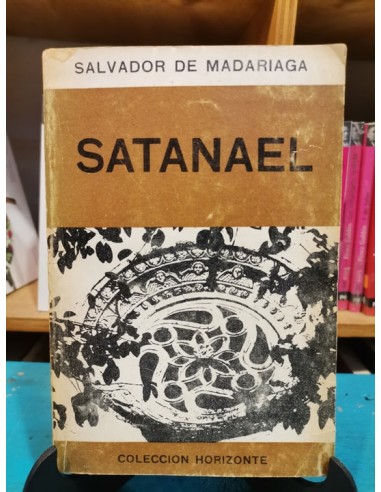 SALVADOR DE MADARIAGA
SATANAEL
COLECCION HORIZONTE